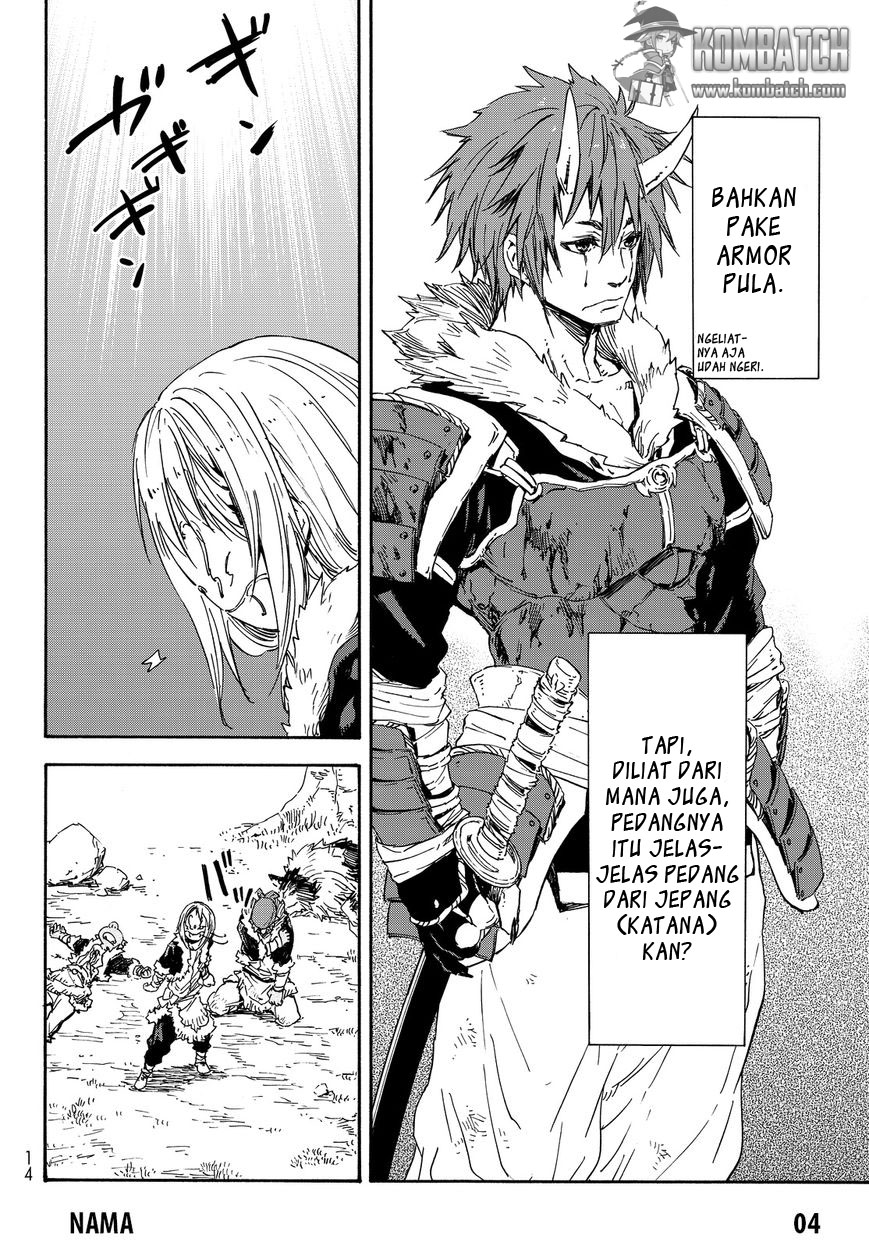 KOMBATCH
www.kombatch.com
BAHKAN
PAKE
ARMOR
PULA.
NGELIAT-
NYA AJA
UDAH NGERI.
TAPI,
DILIAT DARI
MANA JUGA,
PEDANGNYA
ITU JELAS-
JELAS PEDANG
DARI JEPANG
(KATANA)
KAN?
ギギン
ガギギン
14
NAMA
04